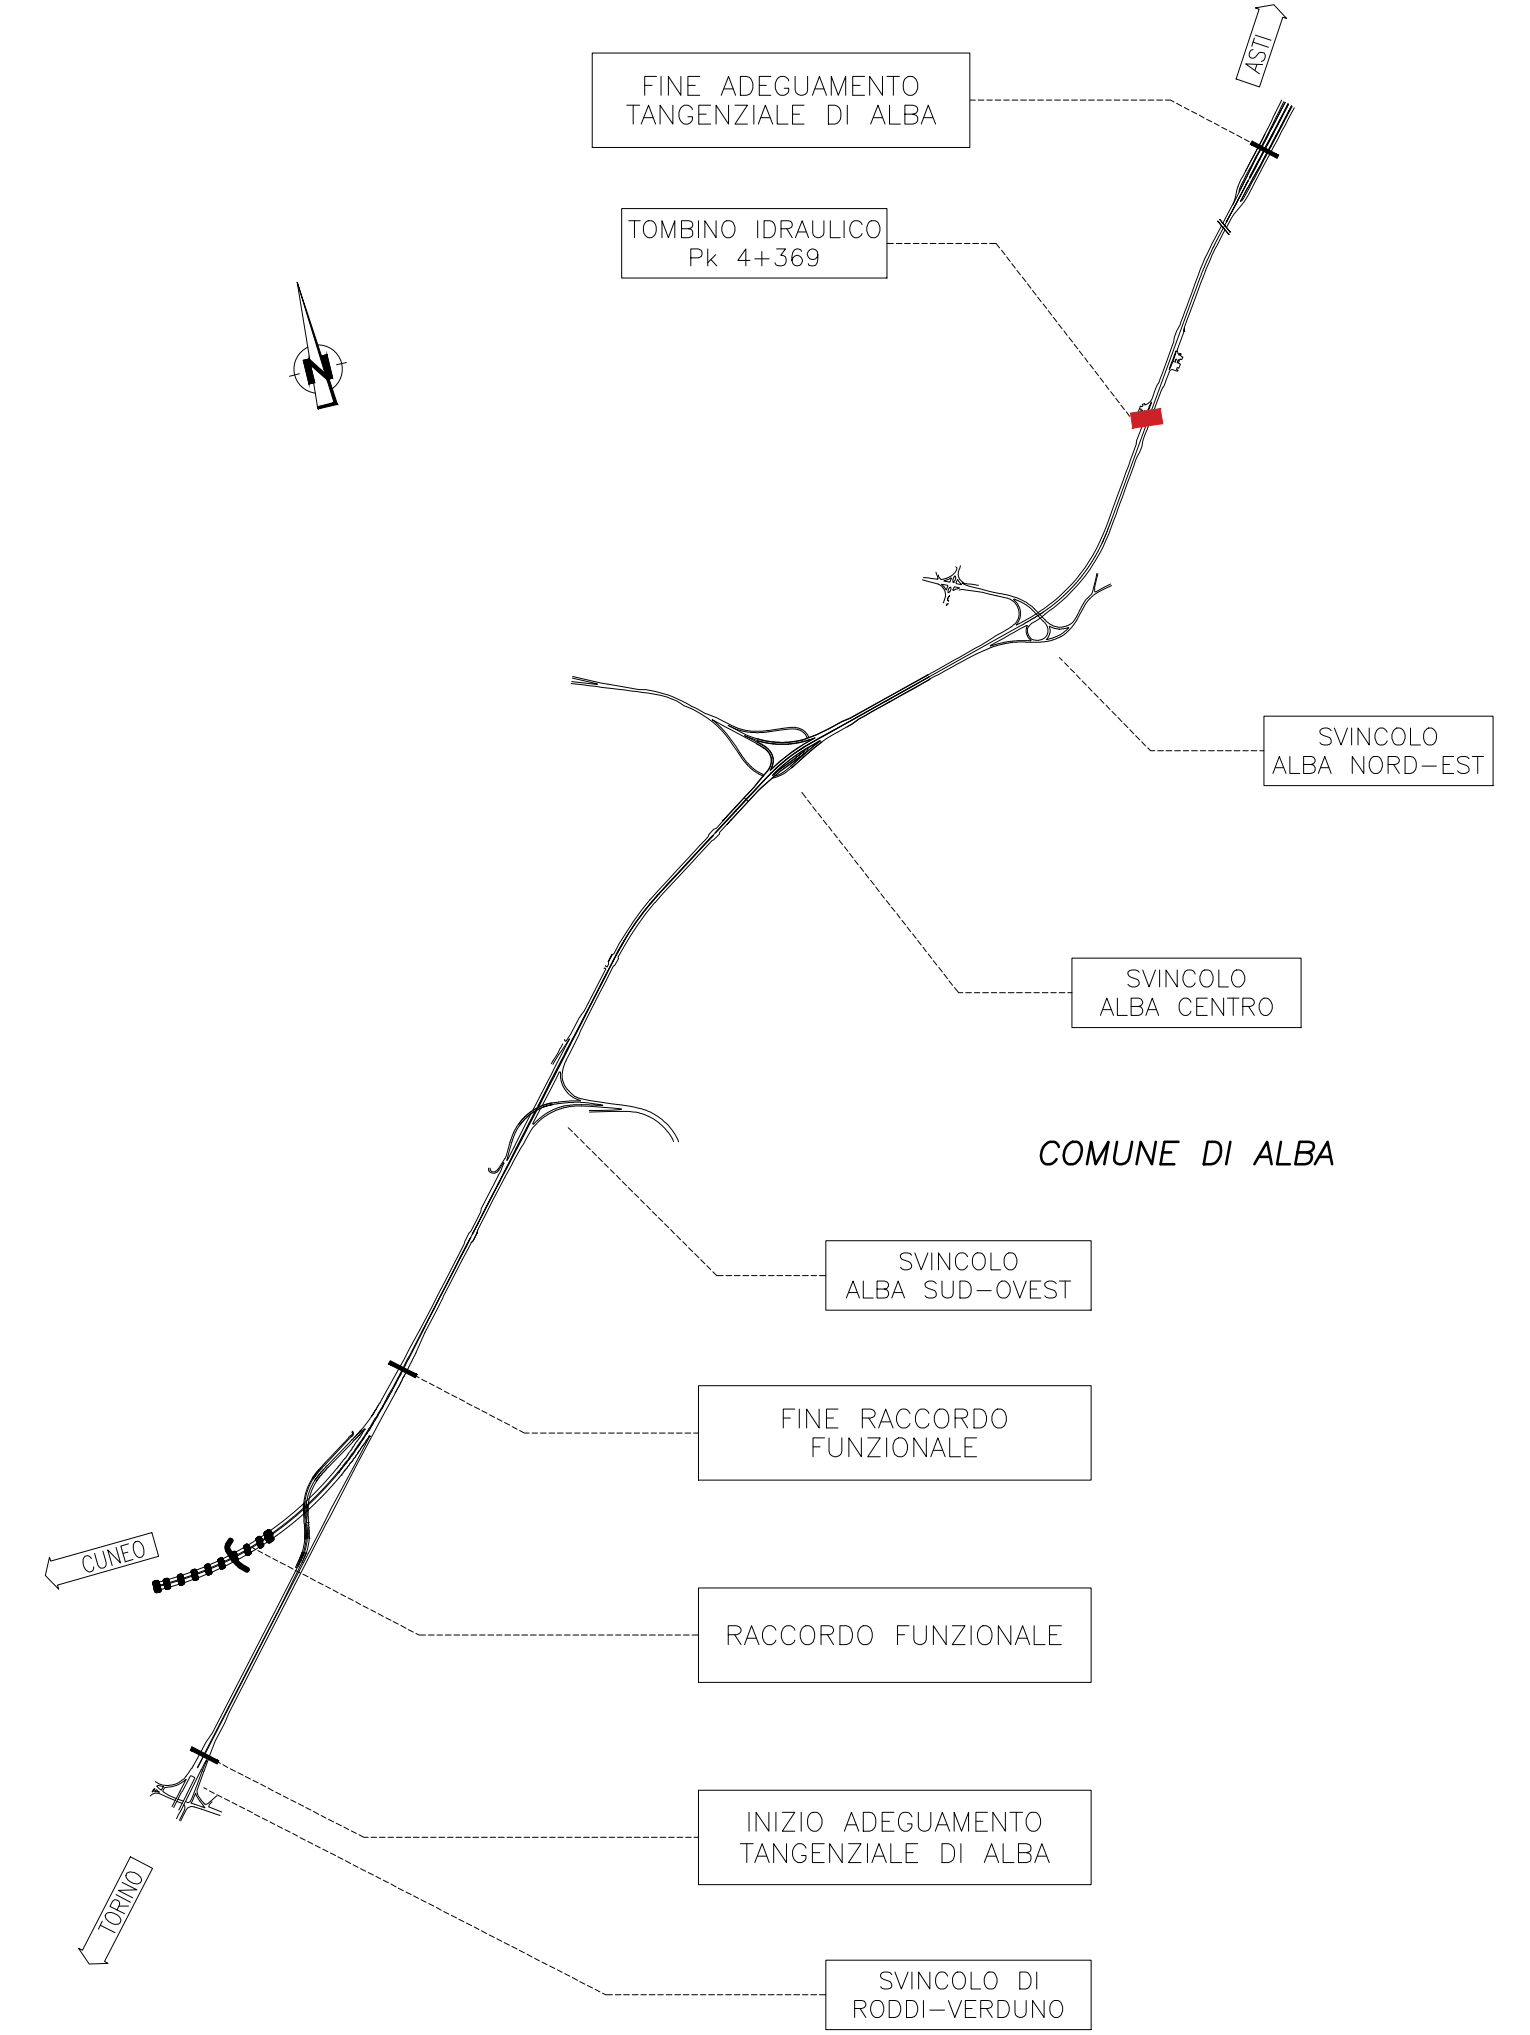 ASTI
FINE ADEGUAMENTO
TANGENZIALE DI ALBA
TOMBINO IDRAULICO
Pk 4+369
N
SVINCOLO
ALBA NORD-EST
SVINCOLO
ALBA CENTRO
COMUNE DI ALBA
SVINCOLO
ALBA SUD-OVEST
FINE RACCORDO
FUNZIONALE
CUNEO
RACCORDO FUNZIONALE
INIZIO ADEGUAMENTO
TANGENZIALE DI ALBA
TORINO
SVINCOLO DI
RODDI-VERDUNO